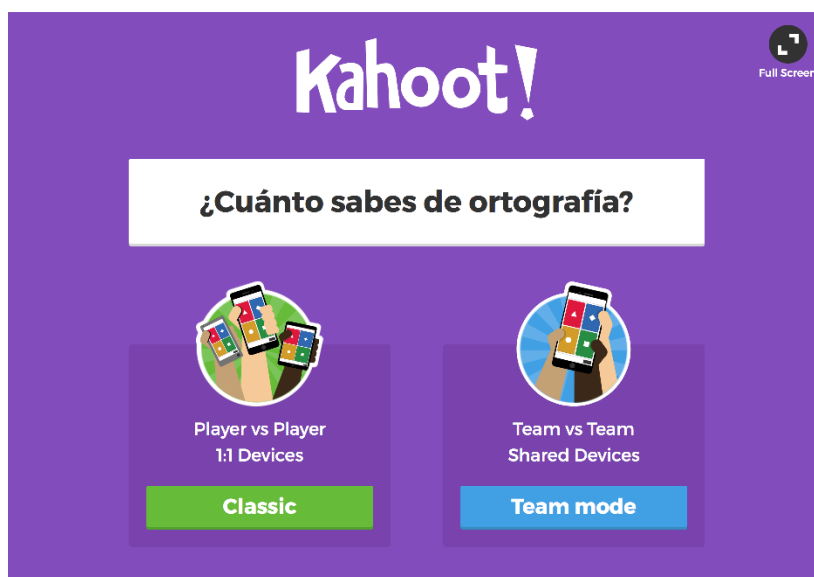 Kahoot!
Full Screen
¿Cuánto sabes de ortografía?
Player vs Player
1:1 Devices
Classic
Team vs Team
Shared Devices
Team mode